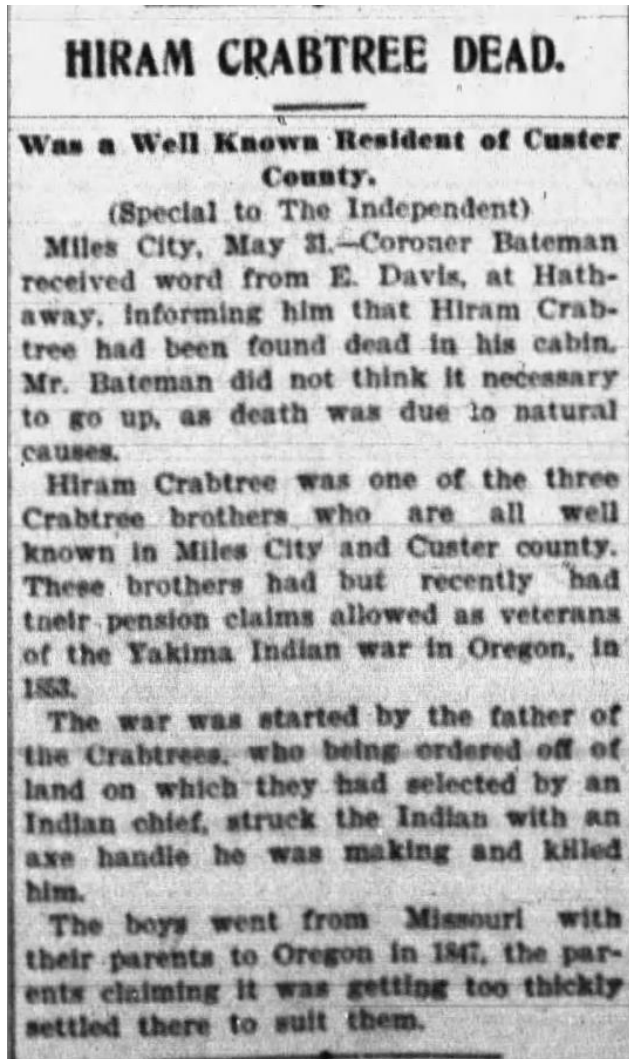 HIRAM CRABTREE DEAD.
Was a Well Known Resident of Custer
County.
(Special to The Independent)
Miles City, May 31.—Coroner Bateman
received word from E. Davis, at Hath-
away, informing him that Hiram Crab-
tree had been found dead in his cabin.
Mr. Bateman did not think it necessary
to go up, as death was due to natural
causes.
Hiram Crabtree was one of the three
Crabtree brothers who are all well
known in Miles City and Custer county.
These brothers had but recently had
tneir pension claims allowed as veterans
of the Yakima Indian war in Oregon, in
1853.
The war was started by the father of
the Crabtrees, who being ordered off of
land on which they had selected by an
Indian chief, struck the Indian with an
axe handle he was making and killed
him.
The boys went from Missouri with
their parents to Oregon in 1847, the par-
ents claiming it was getting too thickly
settled there to suit them.